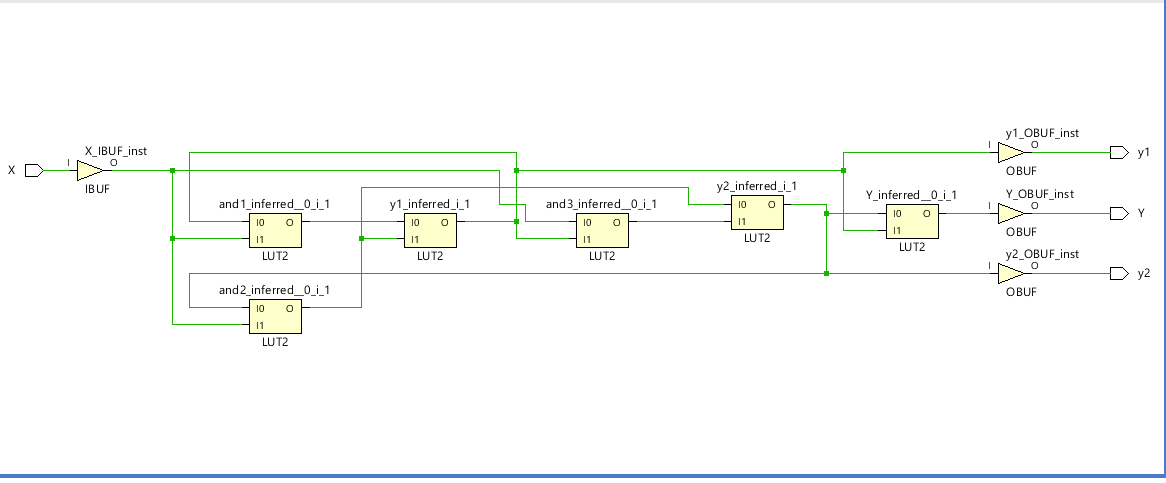 y1_OBUF_inst
X_IBUF_inst
I
O
y1
I
O
X
OBUF
IBUF
y2_inferred_i_1
Y_inferred__0_i_1
Y_OBUF_inst
and1_inferred__0_i_1
y1_inferred_i_1
and3_inferred__0_i_1
I0
O
I
O
Y
I0
O
I0
O
I0
O
I1
I0
O
I1
I1
I1
LUT2
I1
OBUF
LUT2
LUT2
LUT2
LUT2
y2_OBUF_inst
I
O
y2
and2_inferred__0_i_1
OBUF
I0
O
I1
LUT2